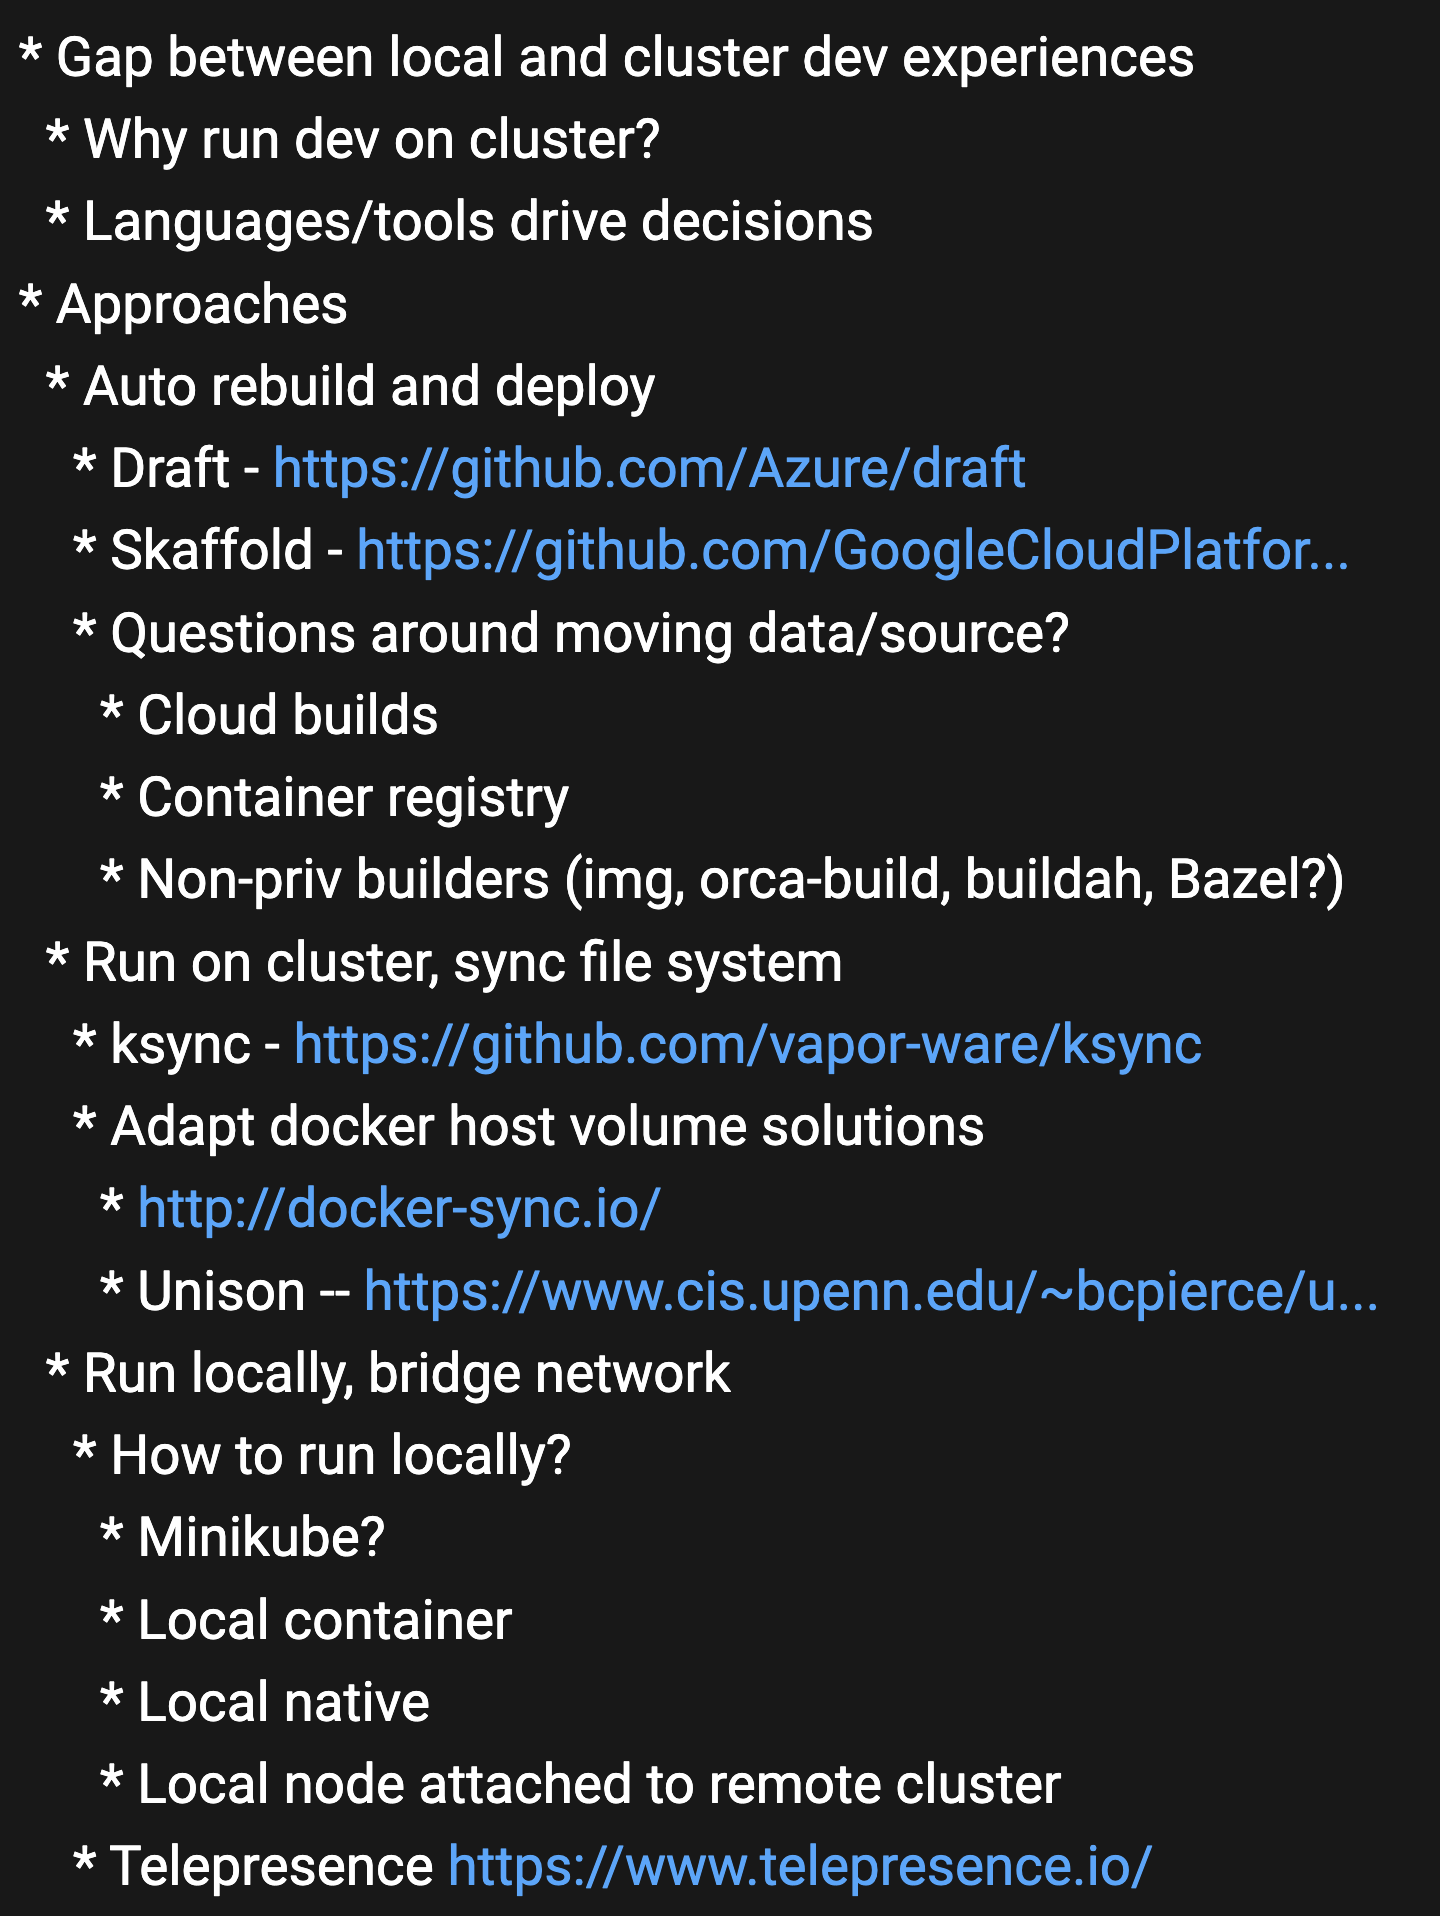 * Gap between local and cluster dev experiences
* Why run dev on cluster?
* Languages/tools drive decisions
* Approaches
* Auto rebuild and deploy
* Draft - https://github.com/Azure/draft
* Skaffold - https://github.com/GoogleCloudPlatfor...
* Questions around moving data/source?
* Cloud builds
* Container registry
* Non-priv builders (img, orca-build, buildah, Bazel?)
* Run on cluster, sync file system
* ksync - https://github.com/vapor-ware/ksync
* Adapt docker host volume solutions
* http://docker-sync.io/
* Unison -- https://www.cis.upenn.edu/~bcpierce/u...
* Run locally, bridge network
* How to run locally?
* Minikube?
* Local container
* Local native
* Local node attached to remote cluster
* Telepresence https://www.telepresence.io/